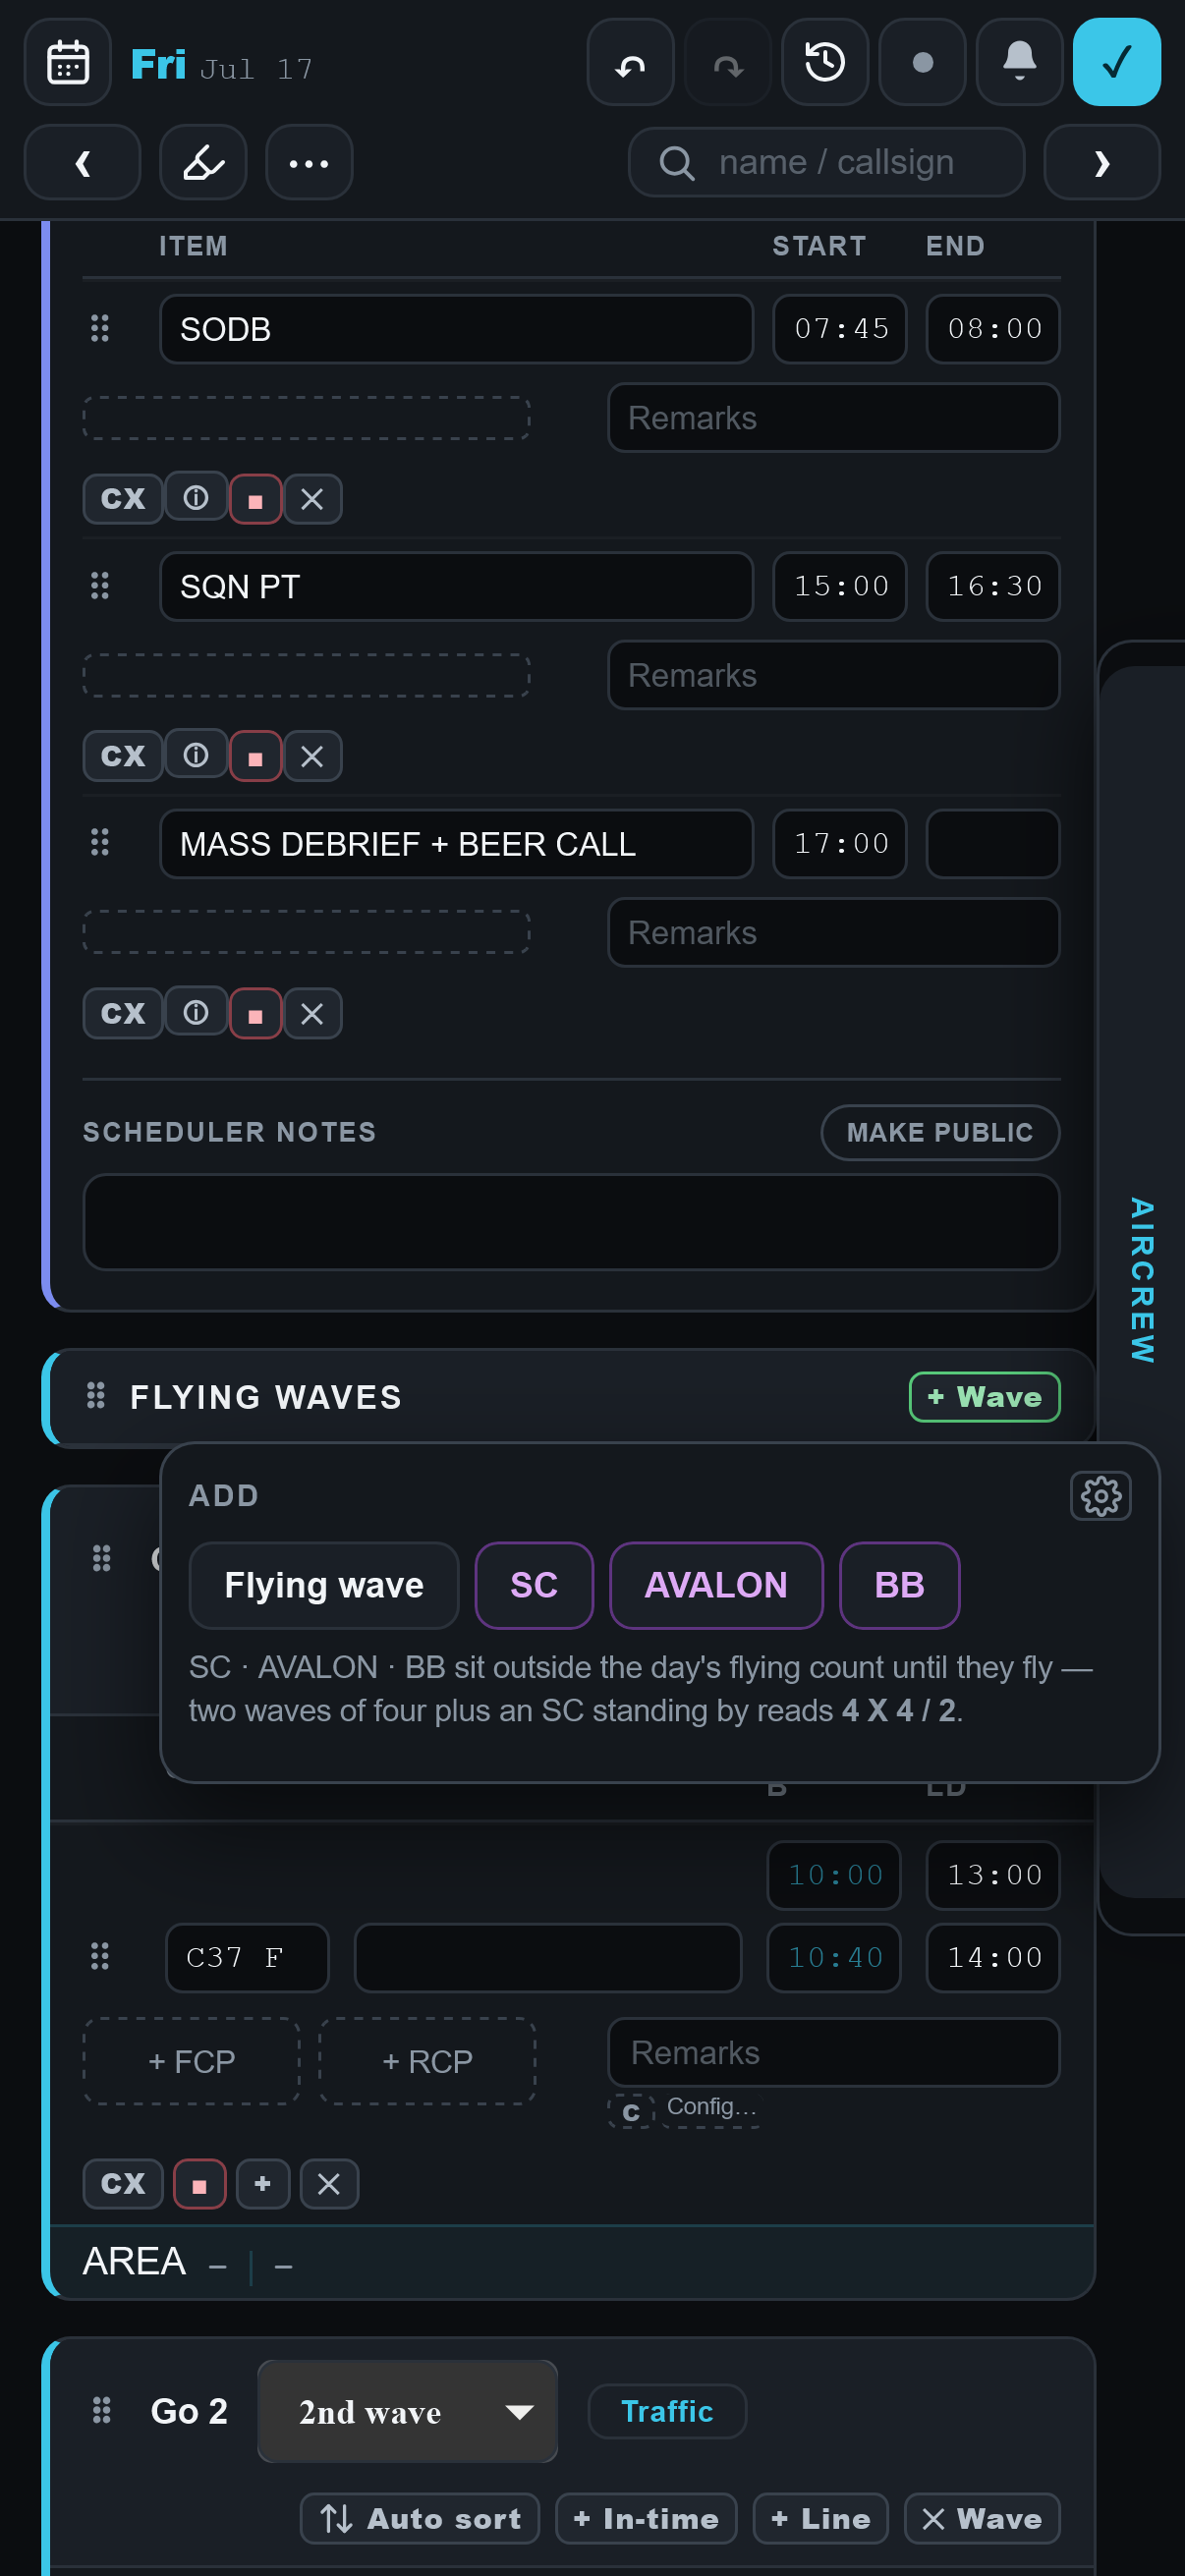 Fri Jul 17
name / callsign
ITEM START END
SODB 07:45 08:00
Remarks
CX
SQN PT 15:00 16:30
Remarks
CX
MASS DEBRIEF + BEER CALL 17:00
Remarks
CX
SCHEDULER NOTES MAKE PUBLIC
AIRCREW
FLYING WAVES + Wave
ADD
Flying wave SC AVALON BB
SC · AVALON · BB sit outside the day's flying count until they fly —
two waves of four plus an SC standing by reads 4 X 4 / 2.
B LD
10:00 13:00
C37 F 10:40 14:00
+ FCP + RCP Remarks
C Config...
CX +
AREA – | –
Go 2 2nd wave Traffic
Auto sort + In-time + Line × Wave